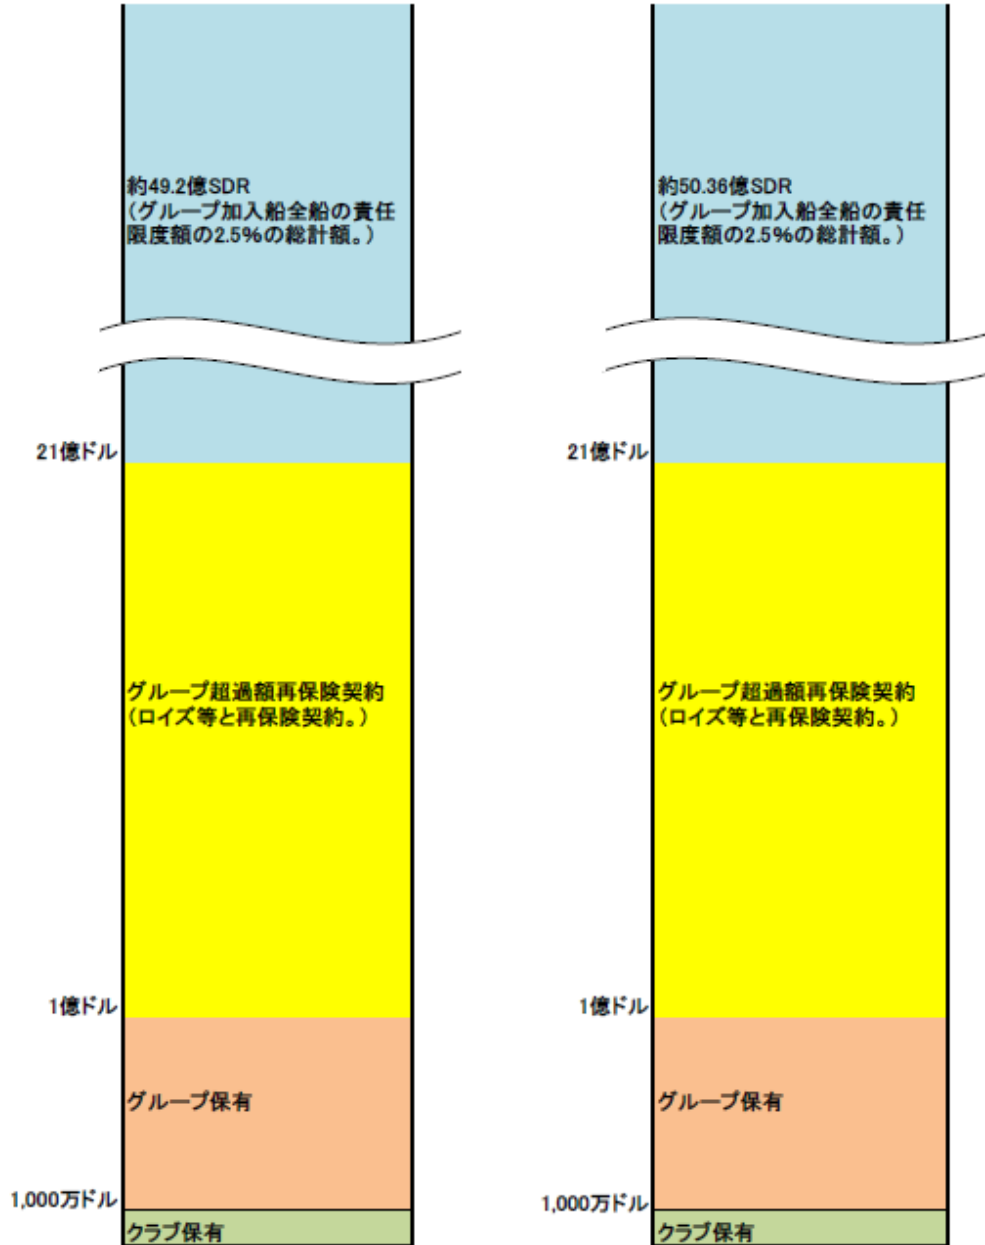 約49.2億SDR
（グループ加入船全船の責任
限度額の2.5%の総計額。）
21億ドル
グループ超過額再保険契約
（ロイズ等と再保険契約。）
1億ドル
グループ保有
1,000万ドル
クラブ保有
約50.36億SDR
（グループ加入船全船の責任
限度額の2.5%の総計額。）
21億ドル
グループ超過額再保険契約
（ロイズ等と再保険契約。）
1億ドル
グループ保有
1,000万ドル
クラブ保有